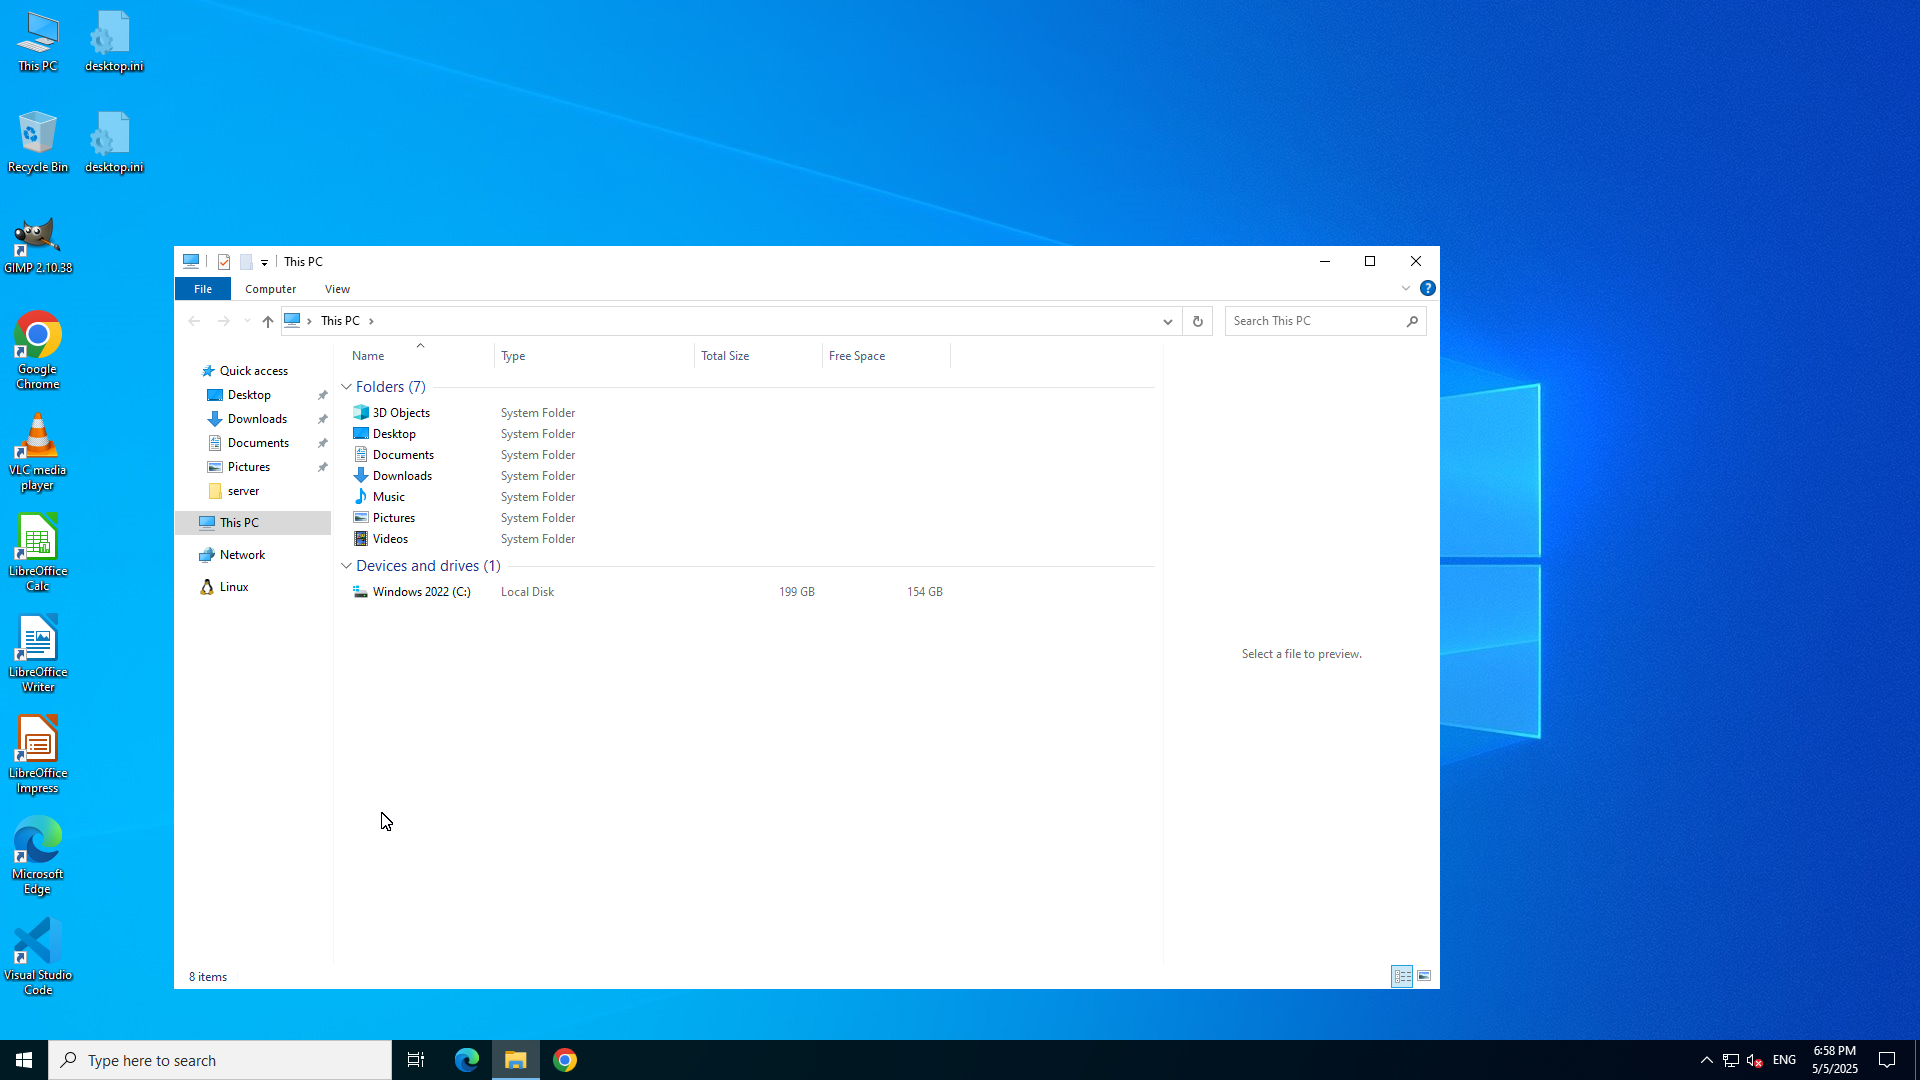 This PC
desktop.ini
Recycle Bin
desktop.ini
GIMP 2.10.38
Google
Chrome
VLC media
player
LibreOffice
Calc
LibreOffice
Writer
LibreOffice
Impress
Microsoft
Edge
Visual Studio
Code
This PC
File
Computer
View
?
This PC
Search This PC
Quick access
Desktop
Downloads
Documents
Pictures
server
This PC
Network
Linux
Name
Type
Total Size
Free Space
Folders (7)
3D Objects
System Folder
Desktop
System Folder
Documents
System Folder
Downloads
System Folder
Music
System Folder
Pictures
System Folder
Videos
System Folder
Devices and drives (1)
Windows 2022 (C:)
Local Disk
199 GB
154 GB
Select a file to preview.
8 items
Type here to search
ENG
6:58 PM
5/5/2025